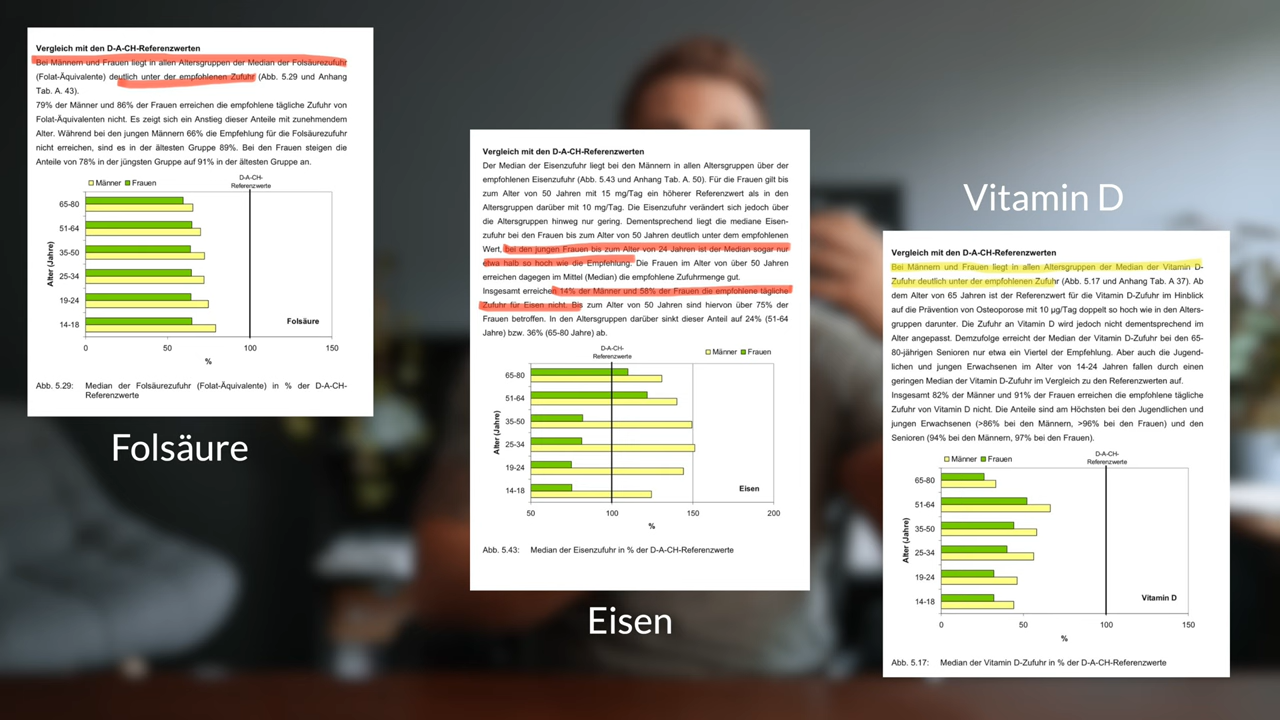 Vergleich mit den D-A-CH-Referenzwerten
Bei Männern und Frauen liegt in allen Altersgruppen der Median der Folsäurezufuhr
(Folat-Äquivalente) deutlich unter der empfohlenen Zufuhr (Abb. 5.29 und Anhang
Tab. A. 43).
79% der Männer und 86% der Frauen erreichen die empfohlene tägliche Zufuhr von
Folat-Äquivalenten nicht. Es zeigt sich ein Anstieg dieser Anteile mit zunehmendem
Alter. Während bei den jungen Männern 66% die Empfehlung für die Folsäurezufuhr
nicht erreichen, sind es in der ältesten Gruppe 89%. Bei den Frauen steigen die
Anteile von 78% in der jüngsten Gruppe auf 91% in der ältesten Gruppe an.
Männer Frauen
D-A-CH-
Referenzwerte
65-80
51-64
35-50
25-34
19-24
14-18
Alter (Jahre)
Folsäure
0 50 100 150
%
Abb. 5.29: Median der Folsäurezufuhr (Folat-Äquivalente) in % der D-A-CH-
Referenzwerte
Folsäure
Vergleich mit den D-A-CH-Referenzwerten
Der Median der Eisenzufuhr liegt bei den Männern in allen Altersgruppen über der
empfohlenen Eisenzufuhr (Abb. 5.43 und Anhang Tab. A. 50). Für die Frauen gilt bis
zum Alter von 50 Jahren mit 15 mg/Tag ein höherer Referenzwert als in den
Altersgruppen darüber mit 10 mg/Tag. Die Eisenzufuhr verändert sich jedoch über
die Altersgruppen hinweg nur gering. Dementsprechend liegt die mediane Eisen-
zufuhr bei den Frauen bis zum Alter von 50 Jahren deutlich unter dem empfohlenen
Wert, bei den jungen Frauen bis zum Alter von 24 Jahren ist der Median sogar nur
etwa halb so hoch wie die Empfehlung. Die Frauen im Alter von über 50 Jahren
erreichen dagegen im Mittel (Median) die empfohlene Zufuhrmenge gut.
Insgesamt erreichen 14% der Männer und 58% der Frauen die empfohlene tägliche
Zufuhr für Eisen nicht. Bis zum Alter von 50 Jahren sind hiervon über 75% der
Frauen betroffen. In den Altersgruppen darüber sinkt dieser Anteil auf 24% (51-64
Jahre) bzw. 36% (65-80 Jahre) ab.
D-A-CH-
Referenzwerte
Männer Frauen
65-80
51-64
35-50
25-34
19-24
14-18
Alter (Jahre)
Eisen
50 100 150 200
%
Abb. 5.43: Median der Eisenzufuhr in % der D-A-CH-Referenzwerte
Eisen
Vitamin D
Vergleich mit den D-A-CH-Referenzwerten
Bei Männern und Frauen liegt in allen Altersgruppen der Median der Vitamin D-
Zufuhr deutlich unter der empfohlenen Zufuhr (Abb. 5.17 und Anhang Tab. A 37). Ab
dem Alter von 65 Jahren ist der Referenzwert für die Vitamin D-Zufuhr im Hinblick
auf die Prävention von Osteoporose mit 10 µg/Tag doppelt so hoch wie in den Alters-
gruppen darunter. Die Zufuhr an Vitamin D wird jedoch nicht dementsprechend im
Alter angepasst. Demzufolge erreicht der Median der Vitamin D-Zufuhr bei den 65-
80-jährigen Senioren nur etwa ein Viertel der Empfehlung. Aber auch die Jugend-
lichen und jungen Erwachsenen im Alter von 14-24 Jahren fallen durch einen
geringen Median der Vitamin D-Zufuhr im Vergleich zu den Referenzwerten auf.
Insgesamt 82% der Männer und 91% der Frauen erreichen die empfohlene tägliche
Zufuhr von Vitamin D nicht. Die Anteile sind am Höchsten bei den Jugendlichen und
jungen Erwachsenen (>86% bei den Männern, >96% bei den Frauen) und den
Senioren (94% bei den Männern, 97% bei den Frauen).
Männer Frauen
D-A-CH-
Referenzwerte
65-80
51-64
35-50
25-34
19-24
14-18
Alter (Jahre)
Vitamin D
0 50 100 150
%
Abb. 5.17: Median der Vitamin D-Zufuhr in % der D-A-CH-Referenzwerte